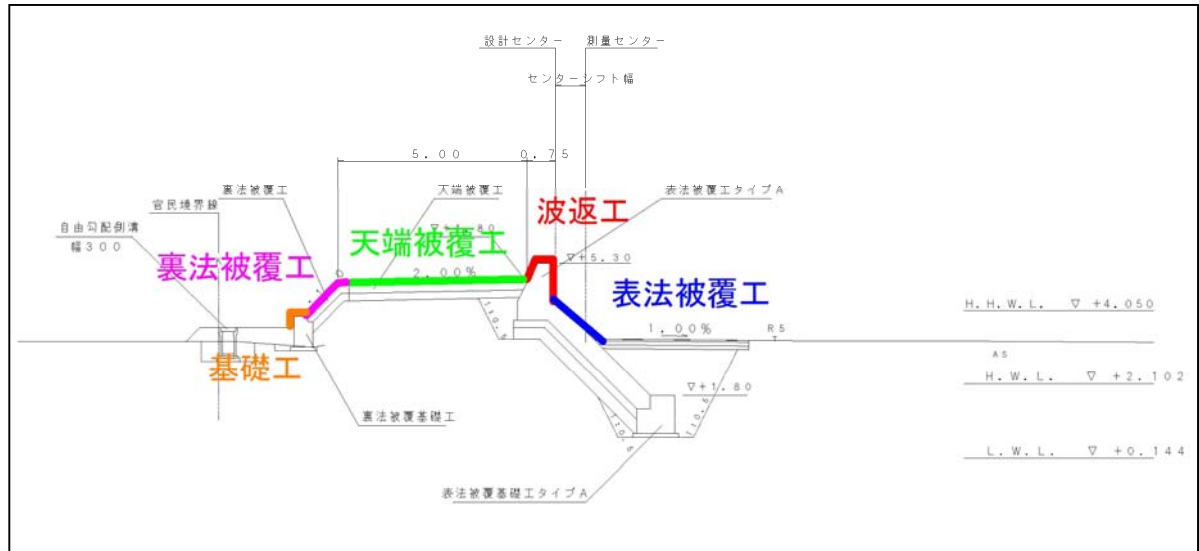 設計センター
測量センター
センターシフト幅
5.00
0.75
裏法被覆工
天端被覆工
表法被覆工タイプA
官民境界線
自由勾配側溝
幅300
波返工
天端被覆工
▽+5.30
裏法被覆工
2.00%
表法被覆工
H.H.W.L. ▽ +4.050
1.00%
R5
AS
基礎工
H.W.L. ▽ +2.102
▽+1.80
裏法被覆基礎工
L.W.L. ▽ +0.144
表法被覆基礎工タイプA